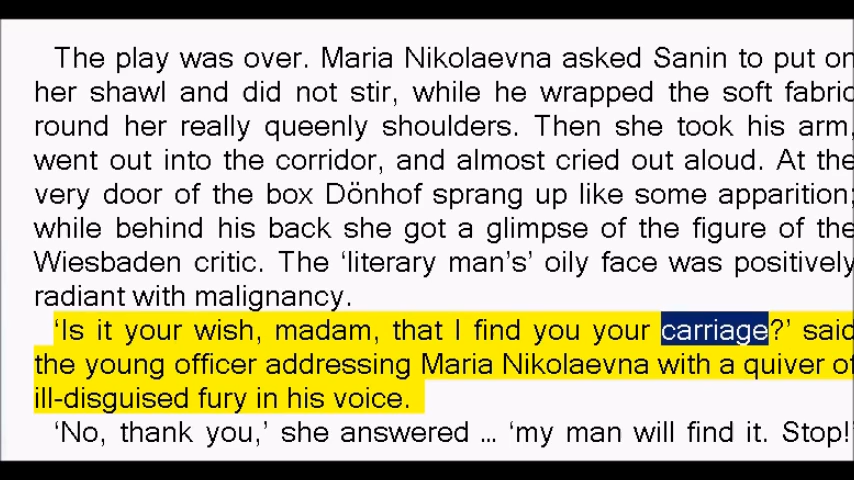 The play was over. Maria Nikolaevna asked Sanin to put on
her shawl and did not stir, while he wrapped the soft fabric
round her really queenly shoulders. Then she took his arm,
went out into the corridor, and almost cried out aloud. At the
very door of the box Dönhof sprang up like some apparition;
while behind his back she got a glimpse of the figure of the
Wiesbaden critic. The ‘literary man’s’ oily face was positively
radiant with malignancy.
‘Is it your wish, madam, that I find you your carriage?’ said
the young officer addressing Maria Nikolaevna with a quiver of
ill-disguised fury in his voice.
‘No, thank you,’ she answered ... ‘my man will find it. Stop!’